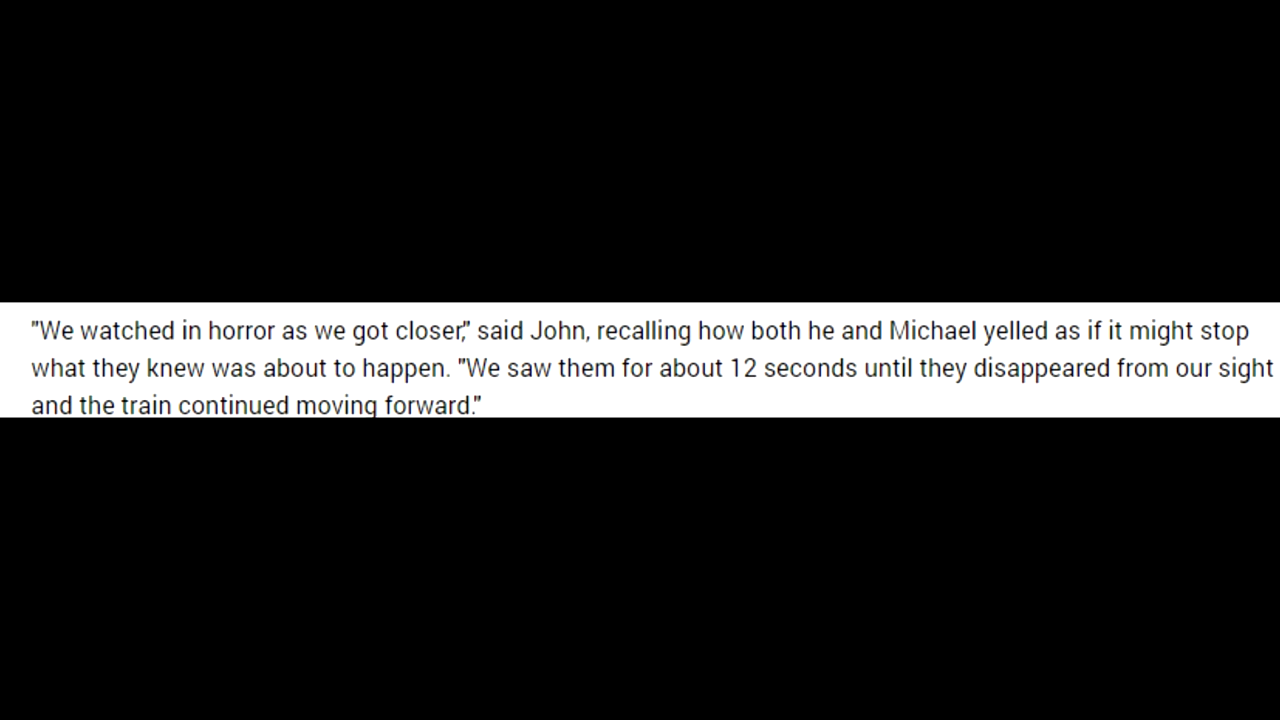 "We watched in horror as we got closer," said John, recalling how both he and Michael yelled as if it might stop
what they knew was about to happen. "We saw them for about 12 seconds until they disappeared from our sight
and the train continued moving forward."